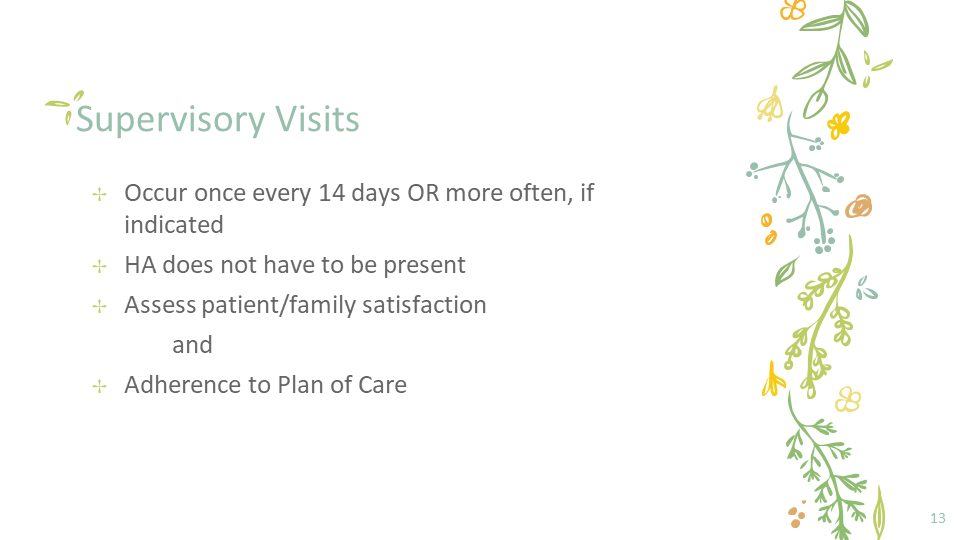 Supervisory Visits
Occur once every 14 days OR more often, if
indicated
HA does not have to be present
Assess patient/family satisfaction
and
Adherence to Plan of Care
13